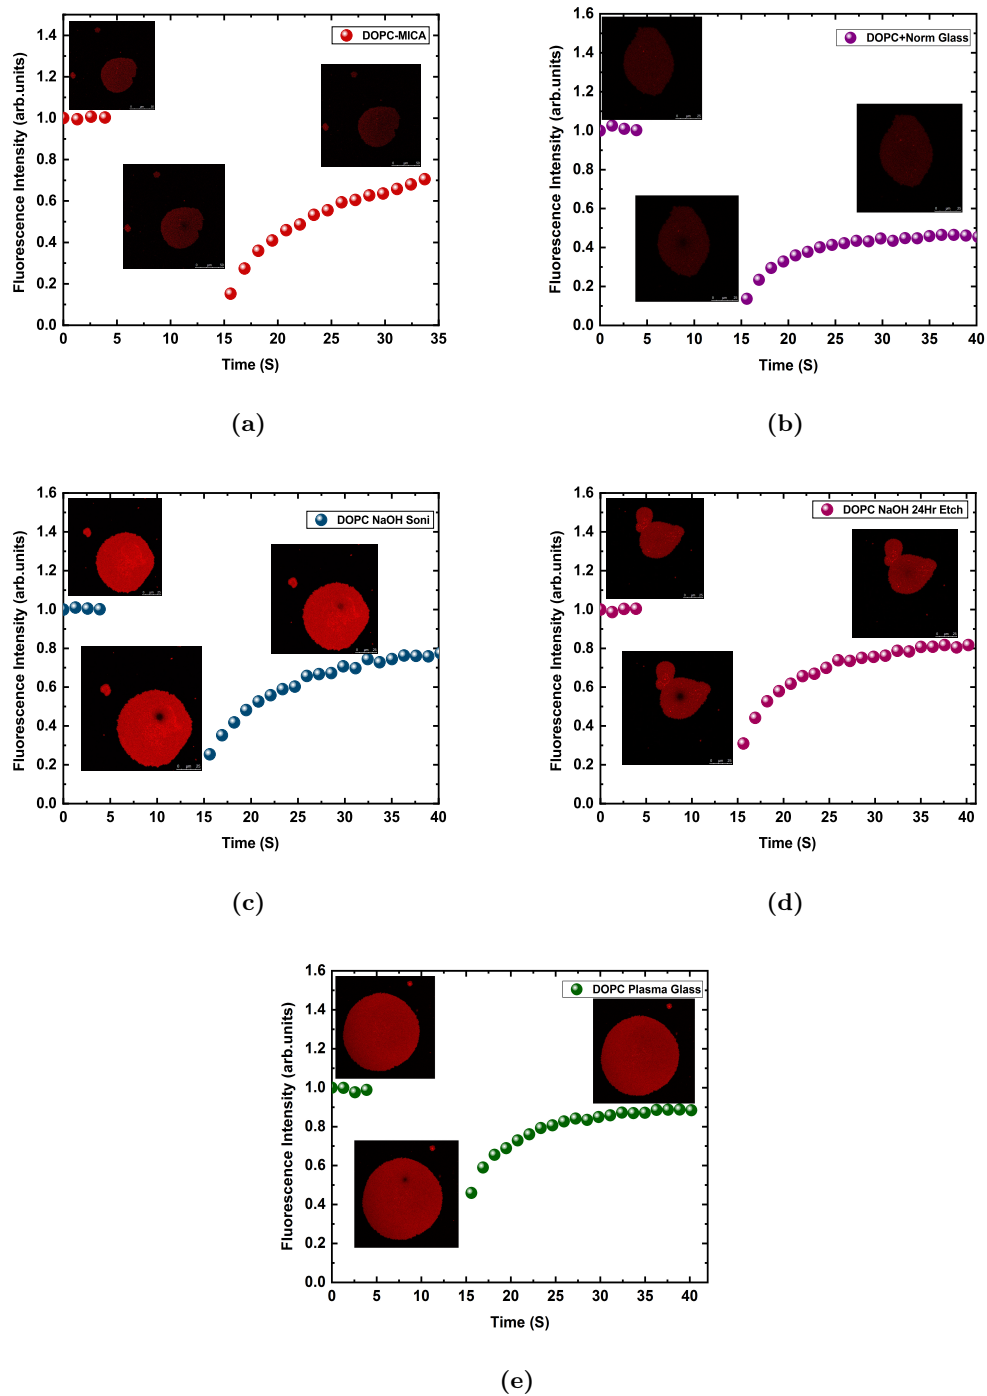 DOPC-MICA
Fluorescence Intensity (arb.units)
1.4
1.2
1.0
0.8
0.6
0.4
0.2
0.0
0 5 10 15 20 25 30 35
Time (S)
(a)
DOPC+Norm Glass
Fluorescence Intensity (arb.units)
1.6
1.4
1.2
1.0
0.8
0.6
0.4
0.2
0.0
0 5 10 15 20 25 30 35 40
Time (S)
(b)
DOPC NaOH Soni
Fluorescence Intensity (arb.units)
1.6
1.4
1.2
1.0
0.8
0.6
0.4
0.2
0.0
0 5 10 15 20 25 30 35 40
Time (S)
(c)
DOPC NaOH 24Hr Etch
Fluorescence Intensity (arb.units)
1.6
1.4
1.2
1.0
0.8
0.6
0.4
0.2
0.0
0 5 10 15 20 25 30 35 40
Time (S)
(d)
DOPC Plasma Glass
Fluorescence Intensity (arb.units)
1.6
1.4
1.2
1.0
0.8
0.6
0.4
0.2
0.0
0 5 10 15 20 25 30 35 40
Time (S)
(e)